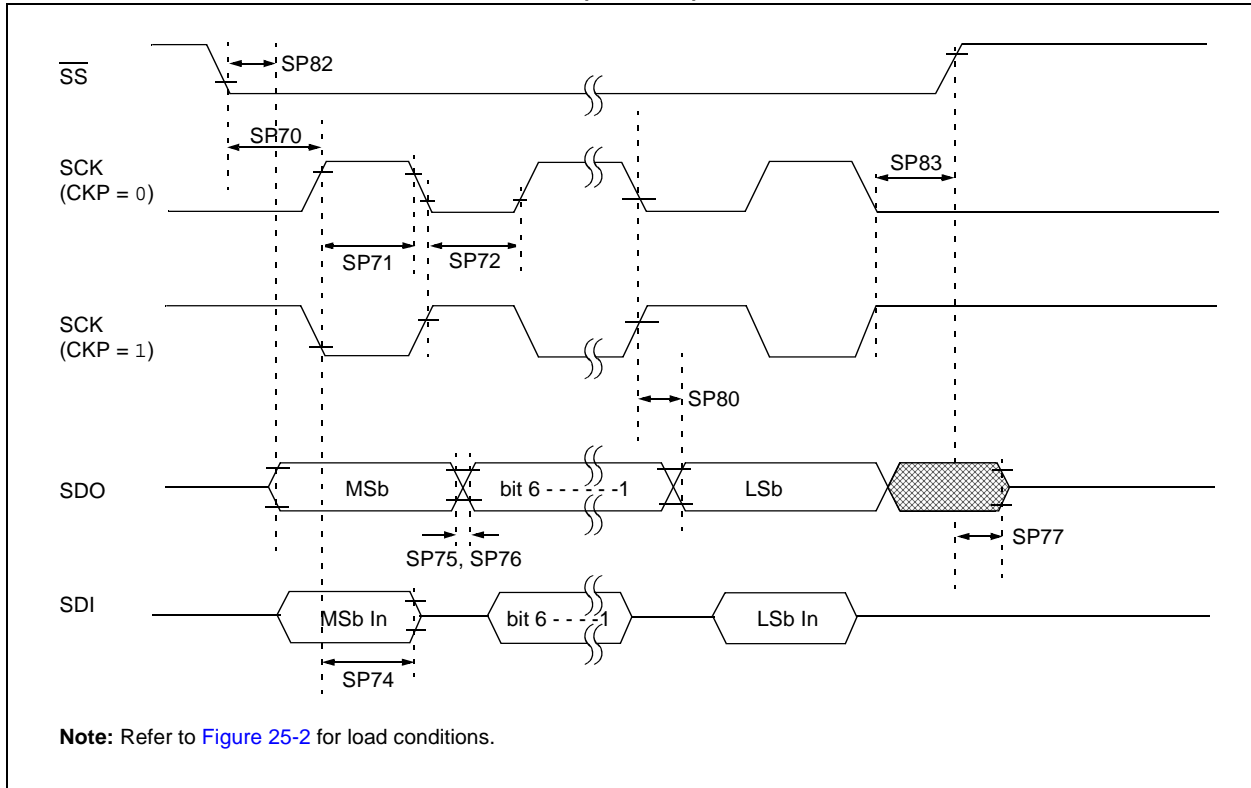 SS
SP82
SP70
SCK
(CKP = 0)
SP83
SP71
SP72
SCK
(CKP = 1)
SP80
SDO
MSb
bit 6 - - - - - -1
LSb
SP77
SP75, SP76
SDI
MSb In
bit 6 - - - -1
LSb In
SP74
Note: Refer to Figure 25-2 for load conditions.